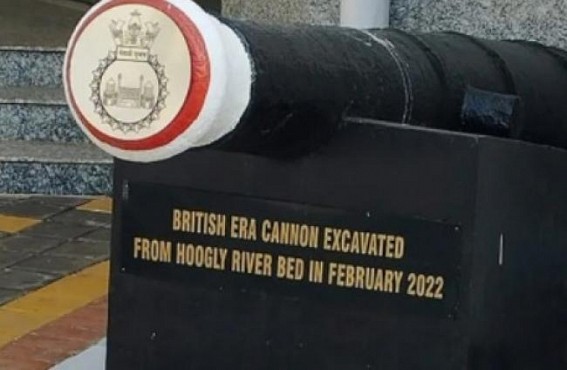 BRITISH ERA CANNON EXCAVATED
FROM HOOGLY RIVER BED IN FEBRUARY 2022